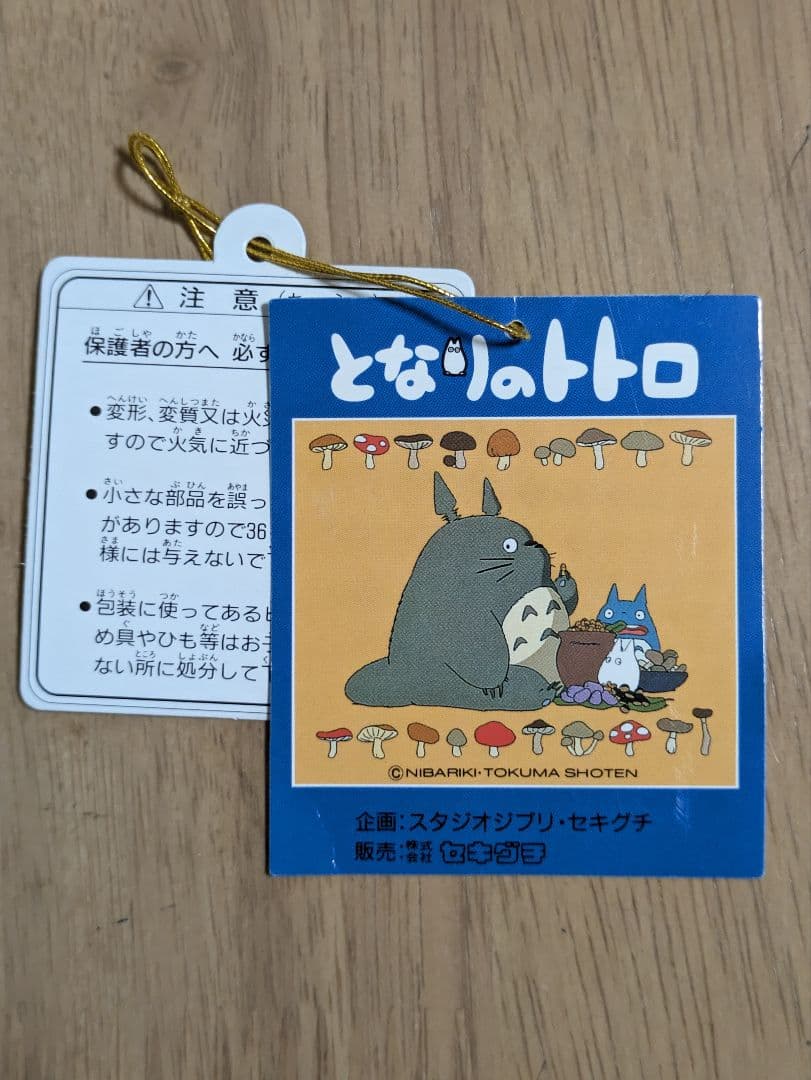 ⚠ 注 意
ほごしゃ かた かなら
保護者の方へ 必ず
へんけい へんしつまた か
●変形、変質又は火災
かき ちか
すので火気に近づ
さい ぶひん あやま
●小さな部品を誤っ
がありますので36
さま あた
様には与えないで
ほうそう つか
●包装に使ってある
ぐ など
め具やひも等はお子
ところ しょぶん
ない所に処分して下
となりのトトロ
©NIBARIKI・TOKUMA SHOTEN
企画:スタジオジブリ・セキグチ
販売:株式会社 セキグチ